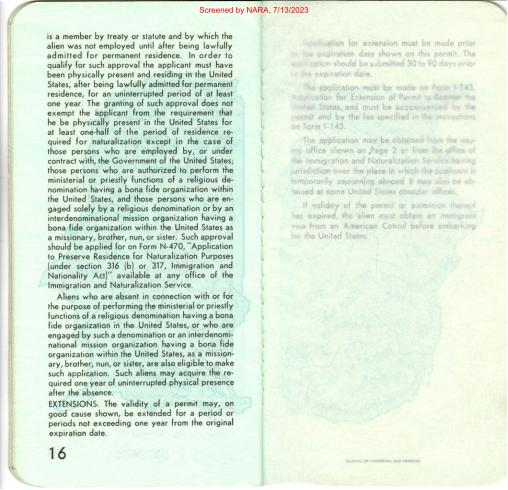 Screened by NARA, 7/13/2023
is a member by treaty or statute and by which the
alien was not employed until after being lawfully
admitted for permanent residence. In order to
qualify for such approval the applicant must have
been physically present and residing in the United
States, after being lawfully admitted for permanent
residence, for an uninterrupted period of at least
one year. The granting of such approval does not
exempt the applicant from the requirement that
he be physically present in the United States for
at least one-half of the period of residence re-
quired for naturalization except in the case of
those persons who are employed by, or under
contract with, the Government of the United States;
those persons who are authorized to perform the
ministerial or priestly functions of a religious de-
nomination having a bona fide organization within
the United States, and those persons who are en-
gaged solely by a religious denomination or by an
interdenominational mission organization having a
bona fide organization within the United States as
a missionary, brother, nun, or sister. Such approval
should be applied for on Form N-470, "Application
to Preserve Residence for Naturalization Purposes
(under section 316 (b) or 317, Immigration and
Nationality Act)" available at any office of the
Immigration and Naturalization Service.
Aliens who are absent in connection with or for
the purpose of performing the ministerial or priestly
functions of a religious denomination having a bona
fide organization in the United States, or who are
engaged by such a denomination or an interdenomi-
national mission organization having a bona fide
organization within the United States, as a mission-
ary, brother, nun, or sister, are also eligible to make
such application. Such aliens may acquire the re-
quired one year of uninterrupted physical presence
after the absence.
EXTENSIONS: The validity of a permit may, on
good cause shown, be extended for a period or
periods not exceeding one year from the original
expiration date.
16
Application for extension must be made prior
to the expiration date shown on this permit. The
application should be submitted 30 to 90 days prior
to the expiration date.
The application must be made on Form I-143,
Application for Extension of Permit to Reenter the
United States, and must be accompanied by the
permit and by the fee specified in the instructions
on Form I-143.
The application may be obtained from the issu-
ing office shown on Page 2 or from the office of
the Immigration and Naturalization Service having
jurisdiction over the place in which the applicant is
temporarily sojourning abroad. It may also be ob-
tained at some United States consular offices.
If validity of the permit or extension thereof
has expired, the alien must obtain an immigrant
visa from an American Consul before embarking
for the United States.